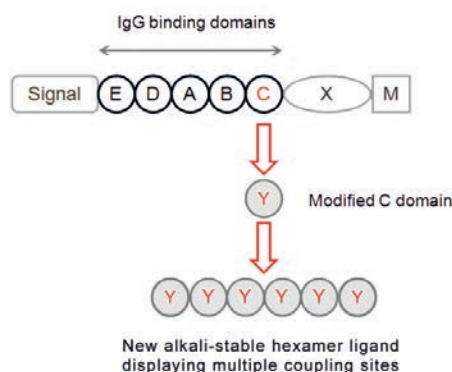 IgG binding domains
Signal E D A B C X M
Y Modified C domain
Y Y Y Y Y Y
New alkali-stable hexamer ligand
displaying multiple coupling sites